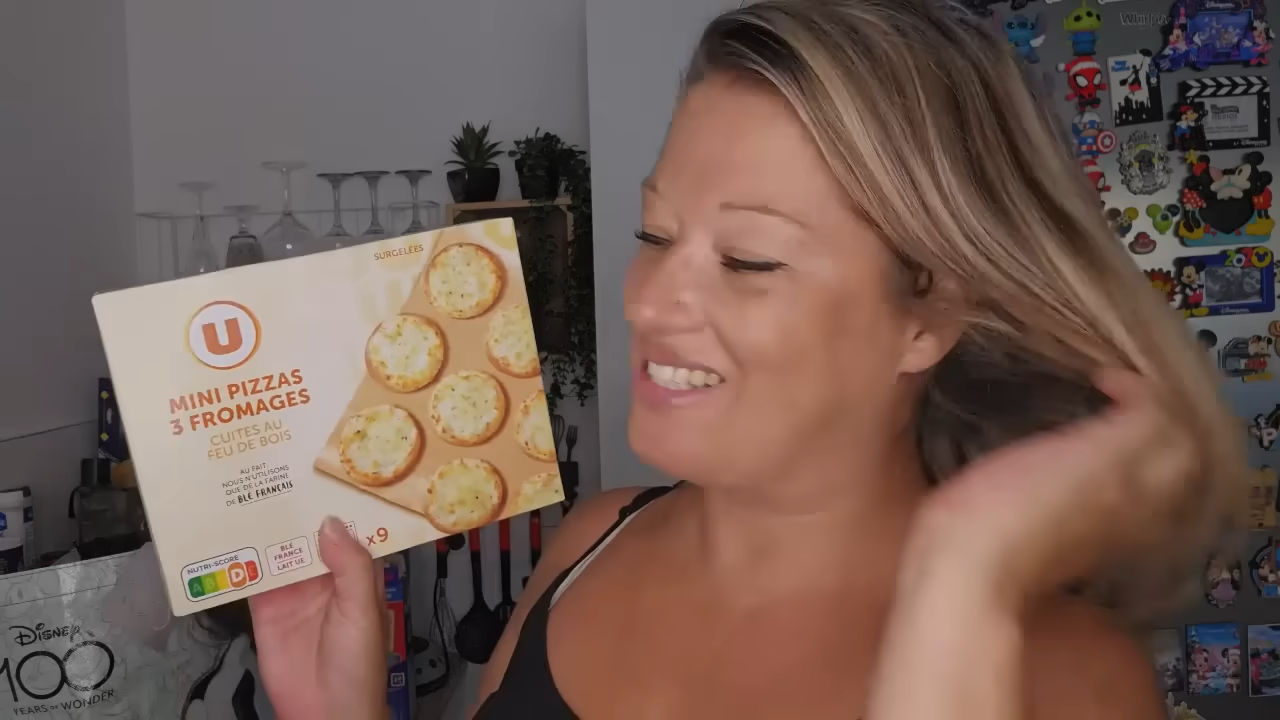 SURGELÉES
U
MINI PIZZAS
3 FROMAGES
CUITES AU
FEU DE BOIS
AU FAIT,
NOUS N'UTILISONS
QUE DE LA FARINE
DE BLÉ FRANÇAIS
x9
NUTRI-SCORE
A B C D E
BLÉ
FRANCE
LAIT UE
DISNEY
100
YEARS OF WONDER
2020